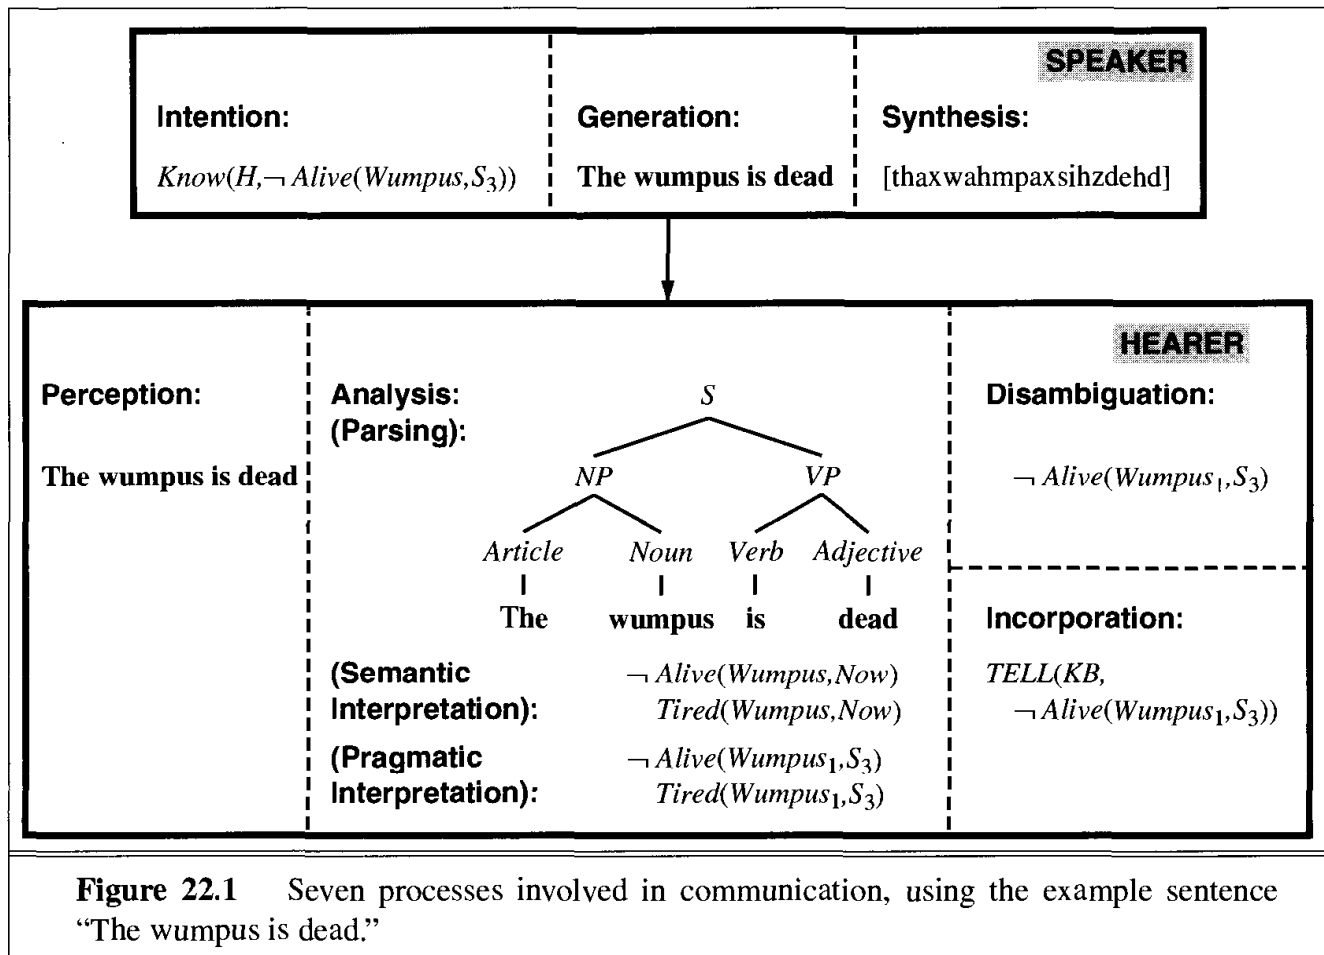 SPEAKER
Intention:
Know(H,¬ Alive(Wumpus,S₃))
Generation:
The wumpus is dead
Synthesis:
[thaxwahmpaxsihzdehd]
HEARER
Perception:
The wumpus is dead
Analysis:
(Parsing):
S
NP VP
Article Noun Verb Adjective
The wumpus is dead
(Semantic
Interpretation):
¬ Alive(Wumpus,Now)
Tired(Wumpus,Now)
(Pragmatic
Interpretation):
¬ Alive(Wumpus₁,S₃)
Tired(Wumpus₁,S₃)
Disambiguation:
¬ Alive(Wumpus₁,S₃)
Incorporation:
TELL(KB,
¬ Alive(Wumpus₁,S₃))
Figure 22.1 Seven processes involved in communication, using the example sentence
“The wumpus is dead.”